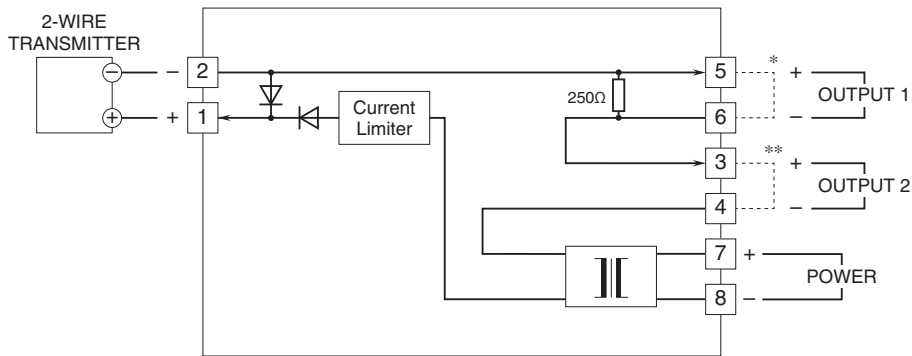 2-WIRE
TRANSMITTER
− − 2
+ + 1
Current
Limiter
250Ω
5 * +
OUTPUT 1
6 −
3 ** +
OUTPUT 2
4 −
7 +
POWER
8 −